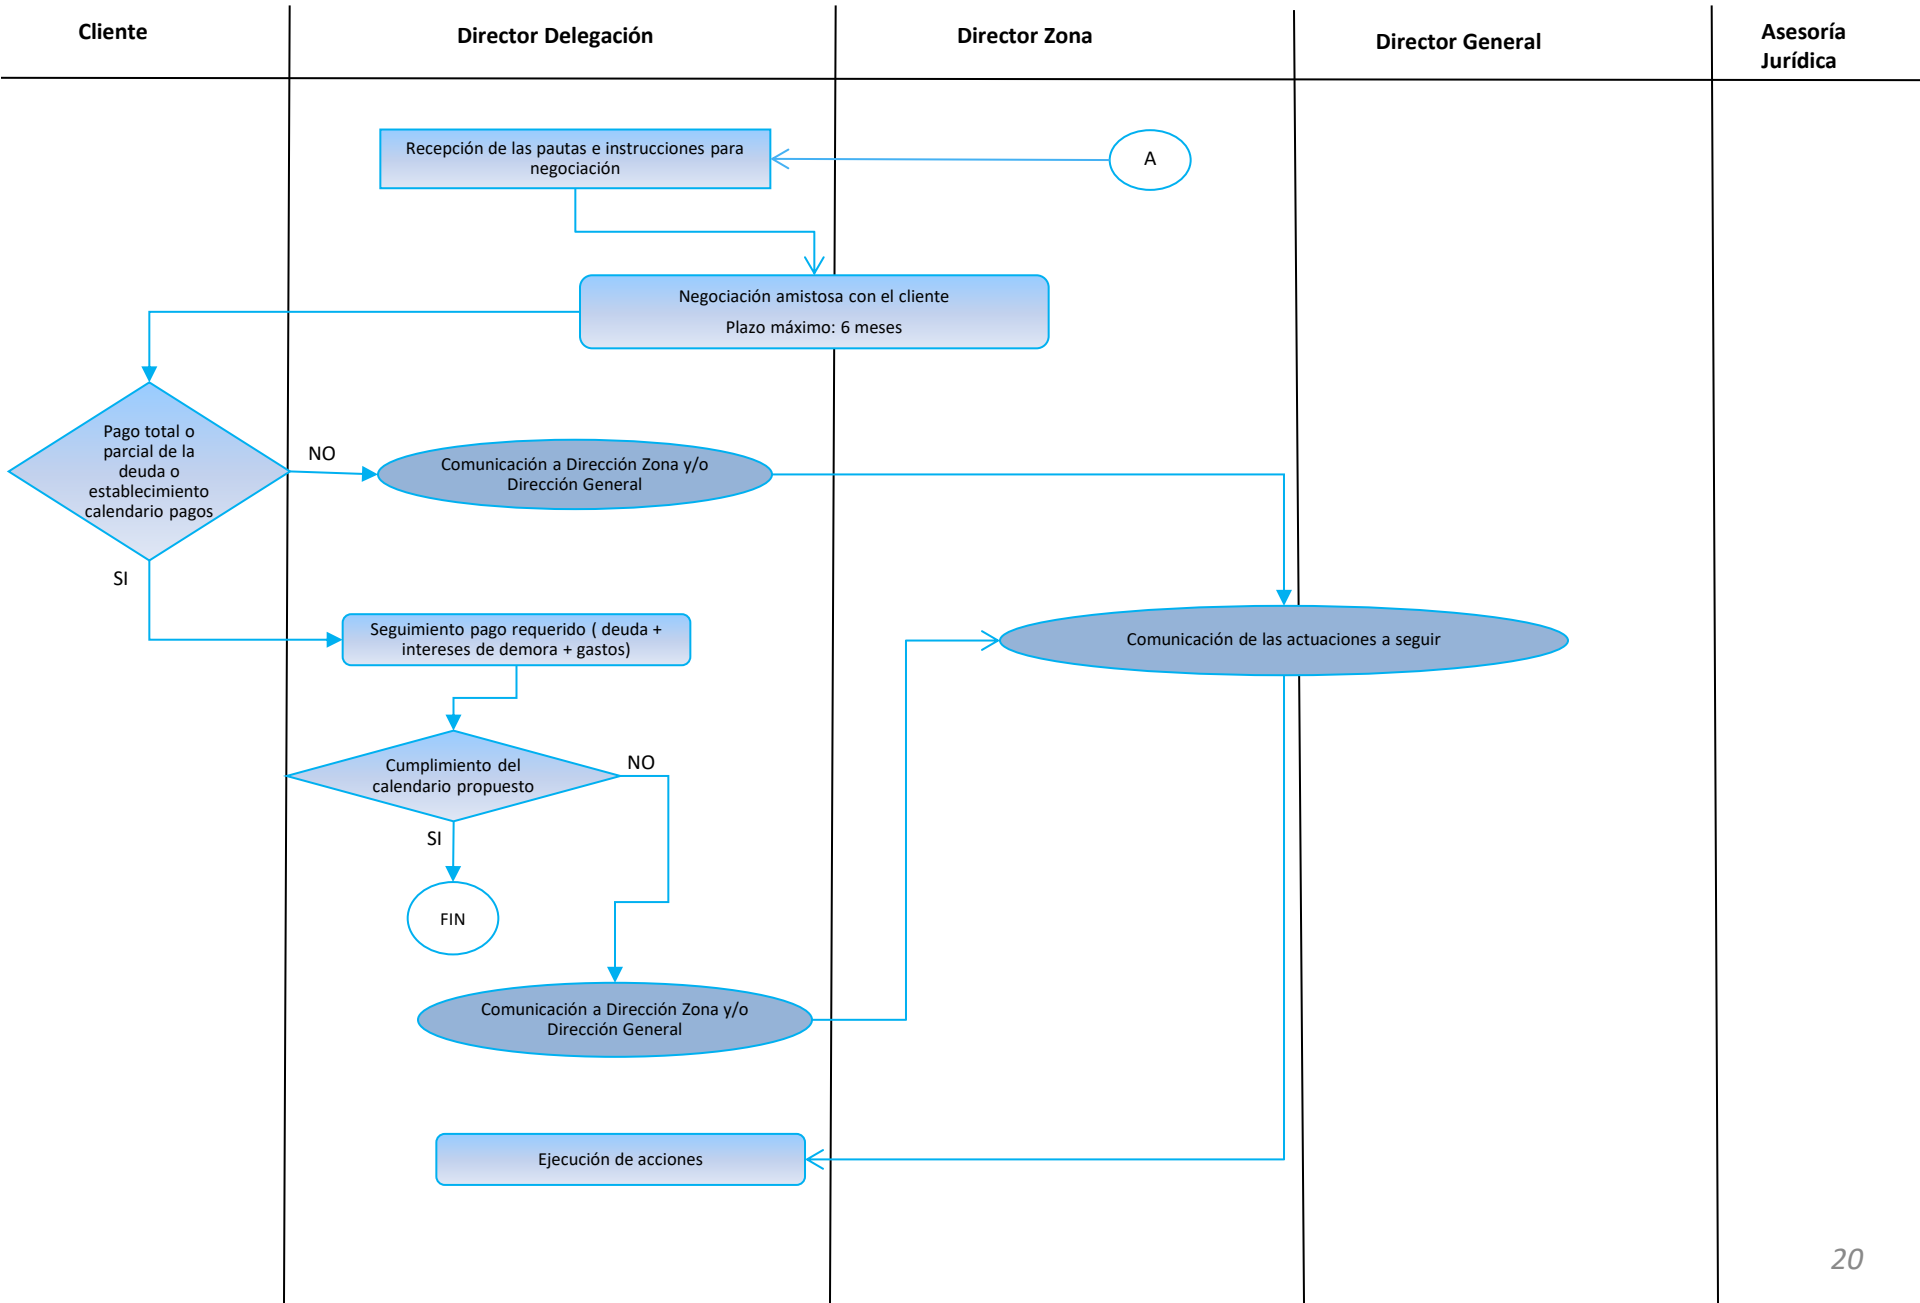 Cliente
Director Delegación
Director Zona
Director General
Asesoría
Jurídica
Recepción de las pautas e instrucciones para
negociación
A
Negociación amistosa con el cliente
Plazo máximo: 6 meses
Pago total o
parcial de la
deuda o
establecimiento
calendario pagos
NO
Comunicación a Dirección Zona y/o
Dirección General
SI
Seguimiento pago requerido ( deuda +
intereses de demora + gastos)
Comunicación de las actuaciones a seguir
Cumplimiento del
calendario propuesto
NO
SI
FIN
Comunicación a Dirección Zona y/o
Dirección General
Ejecución de acciones
20